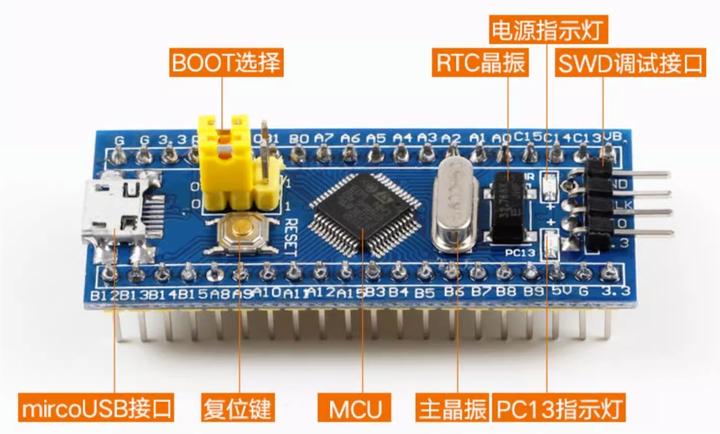 电源指示灯
BOOT选择
RTC晶振
SWD调试接口
G G 3.3 B1 B0 A7 A6 A5 A4 A3 A2 A1 A0 C15 C14 C13 VB
RESET
PC13
B12 B13 B14 B15 A8 A9 A10 A11 A12 A15 B3 B4 B5 B6 B7 B8 B9 5V G 3.3
mircoUSB接口
复位键
MCU
主晶振
PC13指示灯